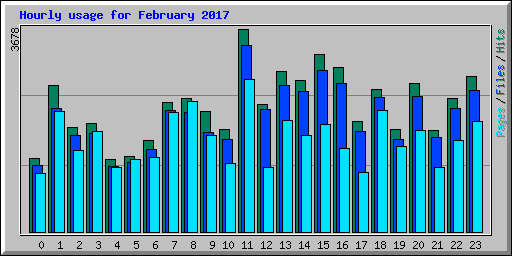 Hourly usage for February 2017
3678
Pages/Files/Hits
0 1 2 3 4 5 6 7 8 9 10 11 12 13 14 15 16 17 18 19 20 21 22 23